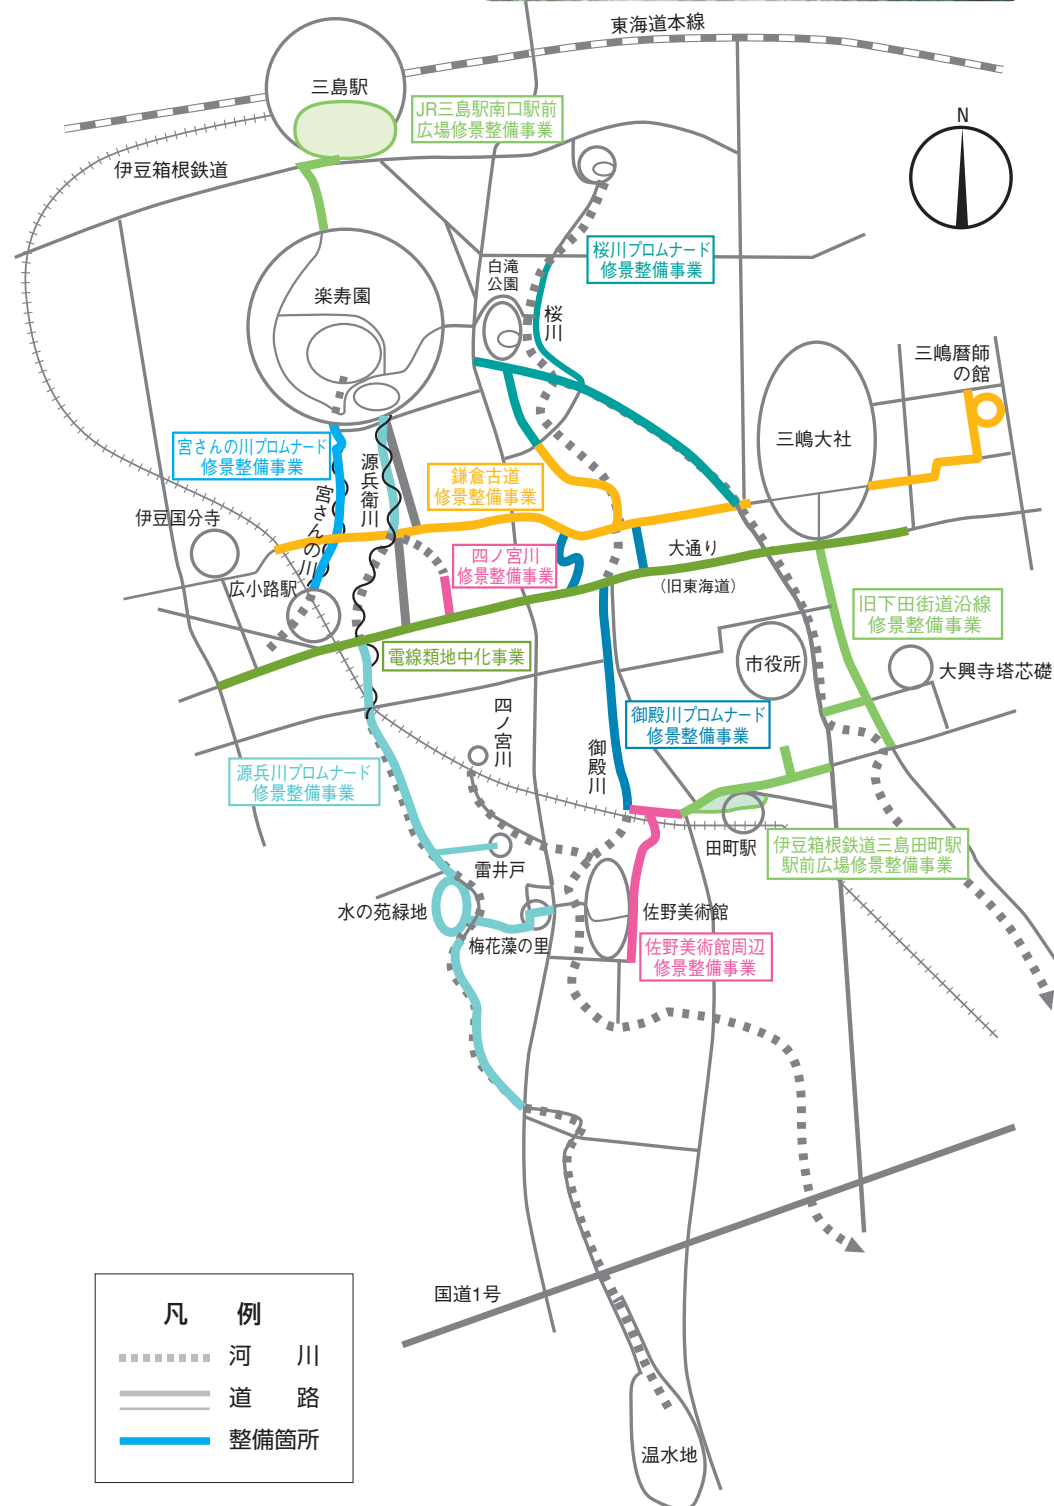 東海道本線
三島駅
JR三島駅南口駅前
広場修景整備事業
N
伊豆箱根鉄道
桜川プロムナード
修景整備事業
白滝
公園
楽寿園
桜川
三嶋暦師
の館
三嶋大社
宮さんの川プロムナード
修景整備事業
源兵衛川
鎌倉古道
修景整備事業
宮さんの川
伊豆国分寺
四ノ宮川
修景整備事業
大通り
(旧東海道)
広小路駅
旧下田街道沿線
修景整備事業
電線類地中化事業
市役所
大興寺塔芯礎
四ノ宮川
御殿川プロムナード
修景整備事業
御殿川
源兵川プロムナード
修景整備事業
田町駅
伊豆箱根鉄道三島田町駅
駅前広場修景整備事業
雷井戸
水の苑緑地
佐野美術館
梅花藻の里
佐野美術館周辺
修景整備事業
国道1号
凡 例
河 川
道 路
整備箇所
温水地